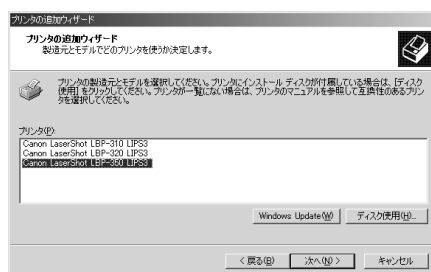 プリンタの追加ウィザード
プリンタの追加ウィザード
製造元とモデルでどのプリンタを使うか決定します。
プリンタの製造元とモデルを選択してください。プリンタにインストール ディスクが付属している場合は、[ディスク
使用] をクリックしてください。プリンタが一覧にない場合は、プリンタのマニュアルを参照して互換性のあるプリン
タを選択してください。
プリンタ(P):
Canon LaserShot LBP-310 LIPS3
Canon LaserShot LBP-320 LIPS3
Canon LaserShot LBP-350 LIPS3
Windows Update(W)
ディスク使用(H)...
< 戻る(B)
次へ(N) >
キャンセル